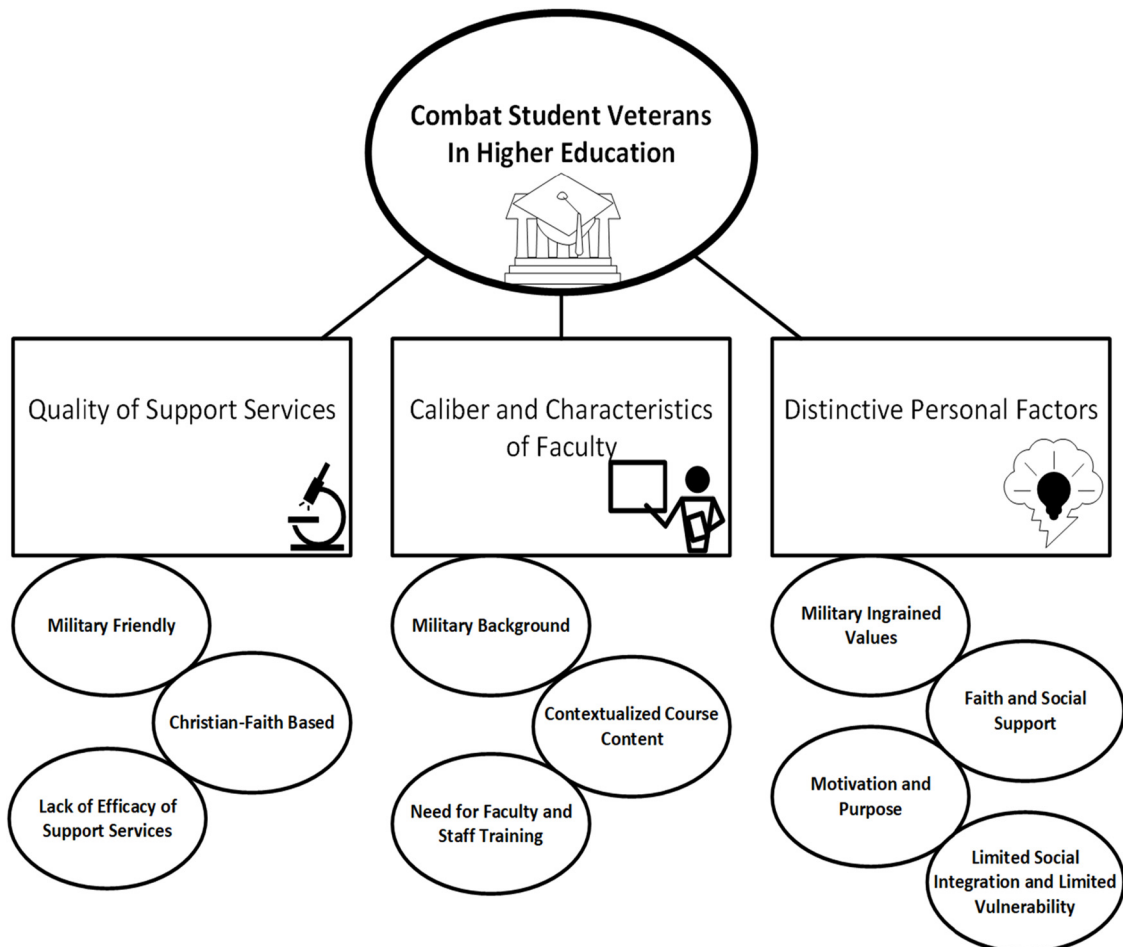 Combat Student Veterans
In Higher Education
Quality of Support Services
Caliber and Characteristics
of Faculty
Distinctive Personal Factors
Military Friendly
Christian-Faith Based
Lack of Efficacy of
Support Services
Military Background
Contextualized Course
Content
Need for Faculty and
Staff Training
Military Ingrained
Values
Faith and Social
Support
Motivation and
Purpose
Limited Social
Integration and Limited
Vulnerability